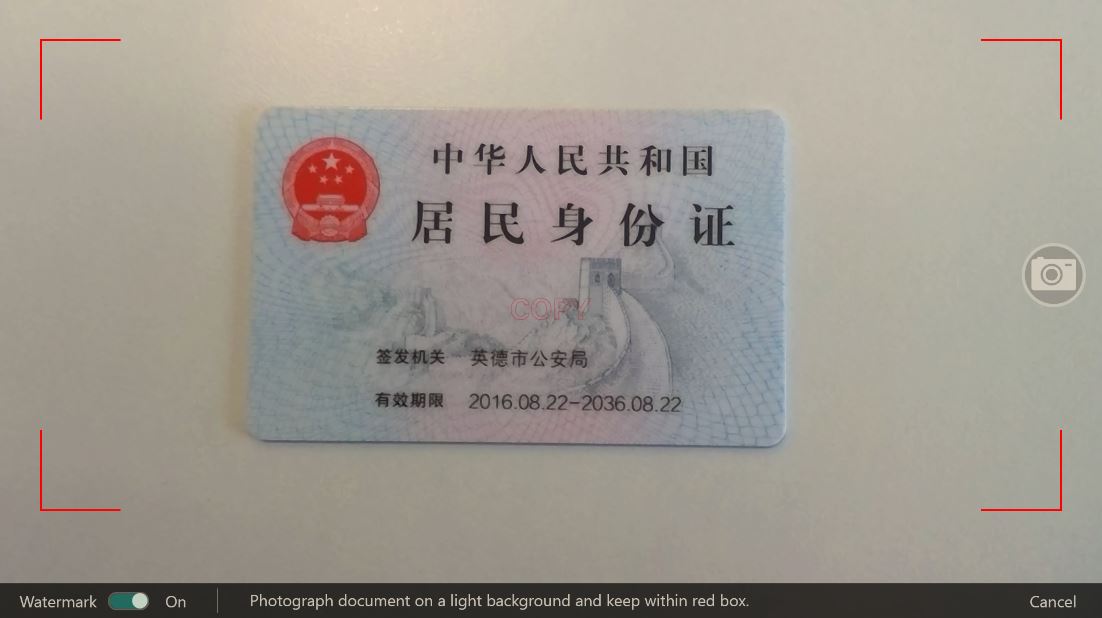 中华人民共和国
居民身份证
COPY
签发机关 英德市公安局
有效期限 2016.08.22-2036.08.22
Watermark On Photograph document on a light background and keep within red box. Cancel